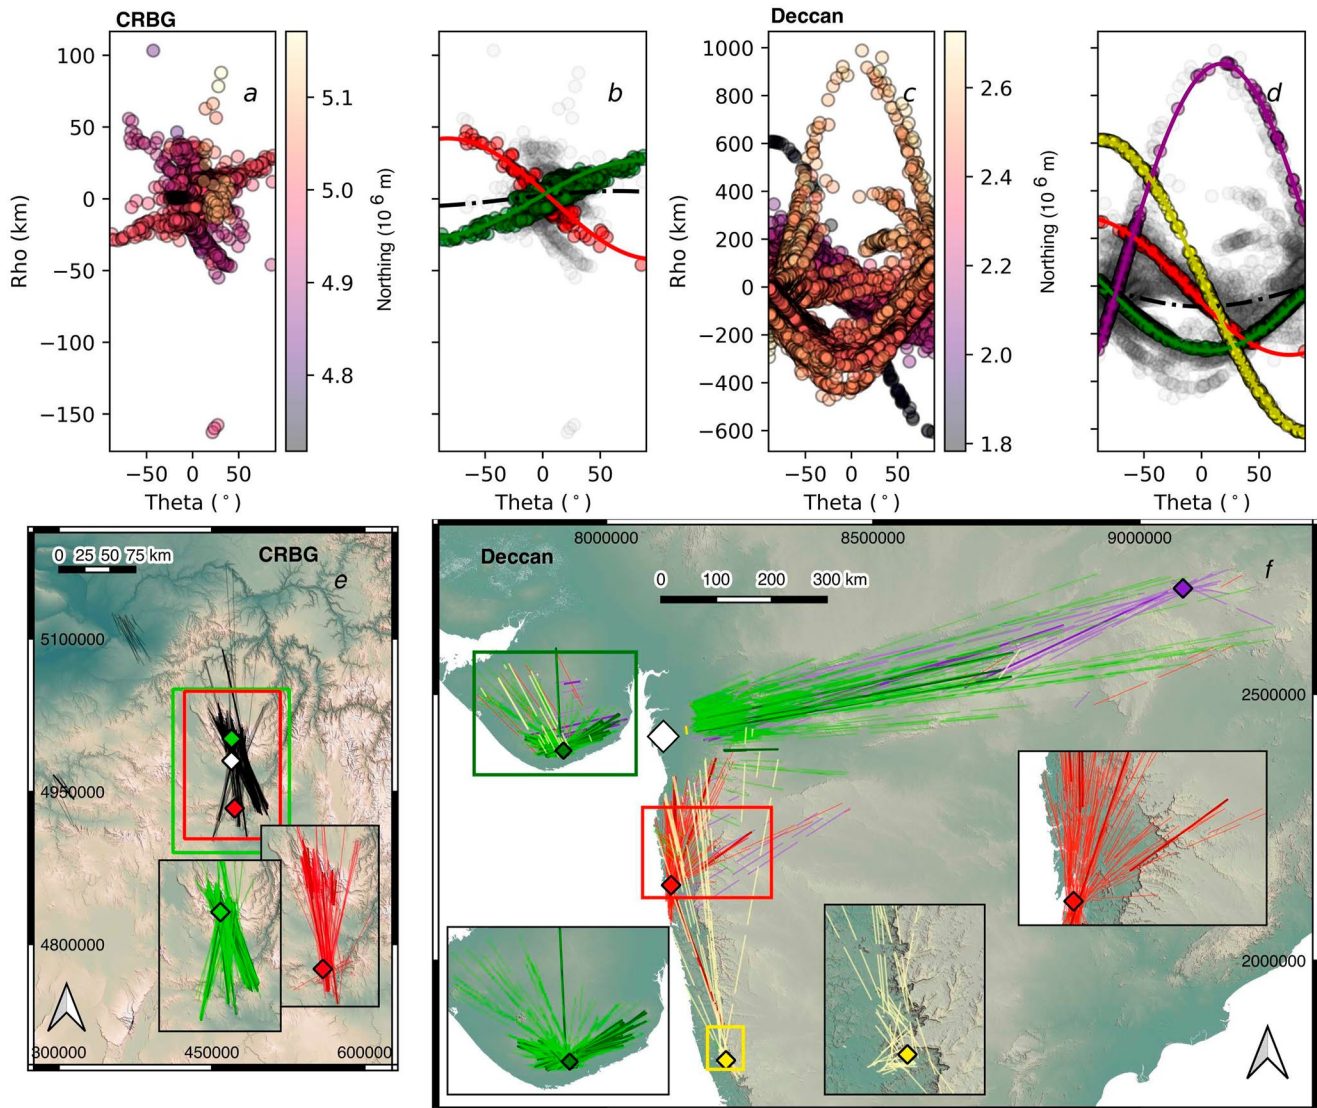 CRBG
Deccan
100
50
0
−50
−100
−150
Rho (km)
−50 0 50
Theta (°)
a
5.1
5.0
4.9
4.8
Northing (10 6 m)
b
−50 0 50
Theta (°)
1000
800
600
400
200
0
−200
−400
−600
Rho (km)
−50 0 50
Theta (°)
c
2.6
2.4
2.2
2.0
1.8
Northing (10 6 m)
d
−50 0 50
Theta (°)
0 25 50 75 km
CRBG
e
5100000
4950000
4800000
300000 450000 600000
8000000 8500000 9000000
Deccan
f
0 100 200 300 km
2500000
2000000